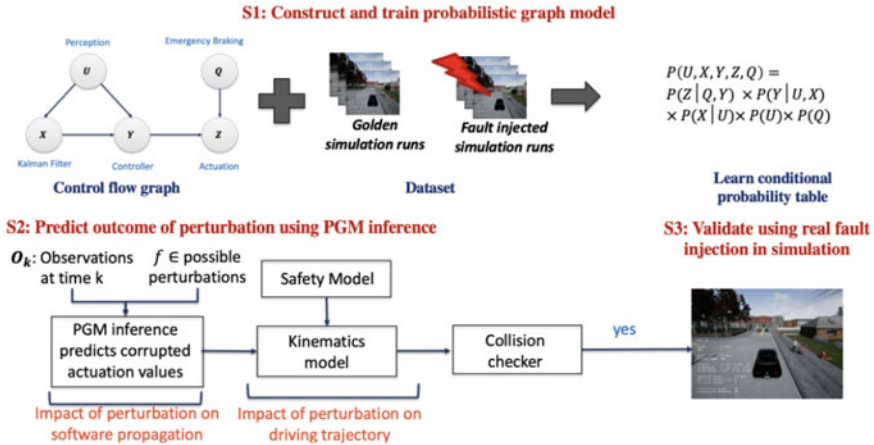 S1: Construct and train probabilistic graph model
Perception
Emergency Braking
U
Q
X
Y
Z
Kalman Filter
Controller
Actuation
Control flow graph
Golden
simulation runs
Fault injected
simulation runs
Dataset
P(U,X,Y,Z,Q) =
P(Z|Q,Y) × P(Y|U,X)
× P(X|U)× P(U)× P(Q)
Learn conditional
probability table
S2: Predict outcome of perturbation using PGM inference
O_k: Observations
at time k
f ∈ possible
perturbations
PGM inference
predicts corrupted
actuation values
Impact of perturbation on
software propagation
Safety Model
Kinematics
model
Impact of perturbation on
driving trajectory
Collision
checker
yes
S3: Validate using real fault
injection in simulation